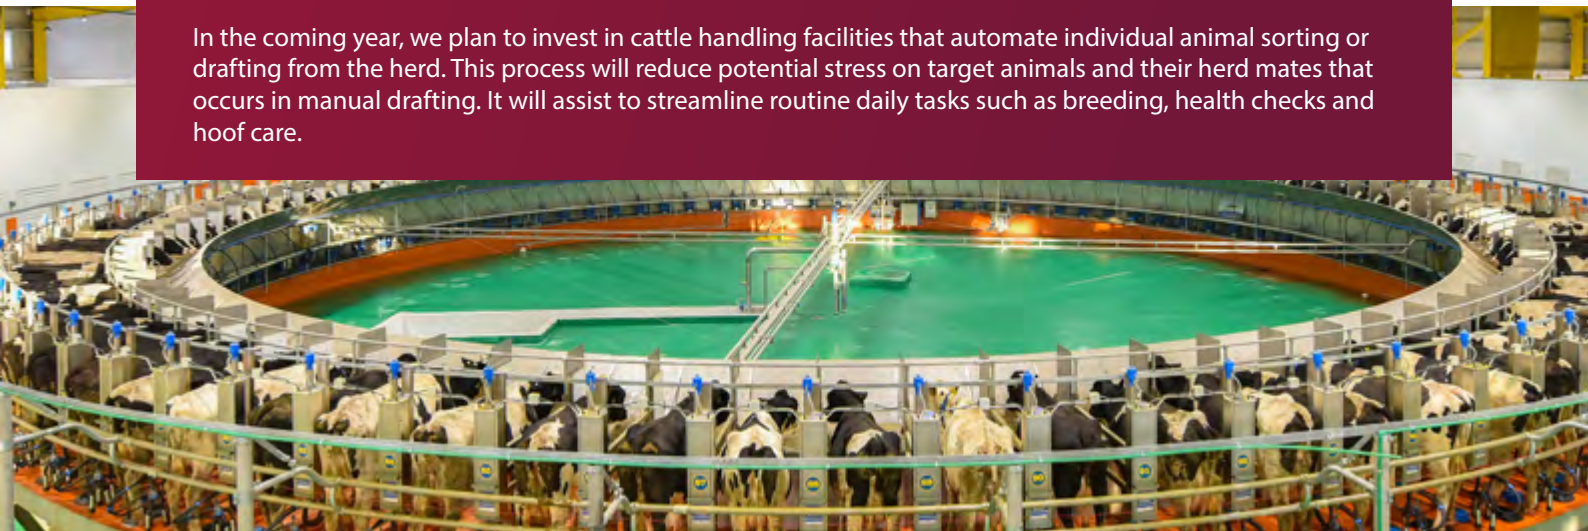 In the coming year, we plan to invest in cattle handling facilities that automate individual animal sorting or
drafting from the herd. This process will reduce potential stress on target animals and their herd mates that
occurs in manual drafting. It will assist to streamline routine daily tasks such as breeding, health checks and
hoof care.